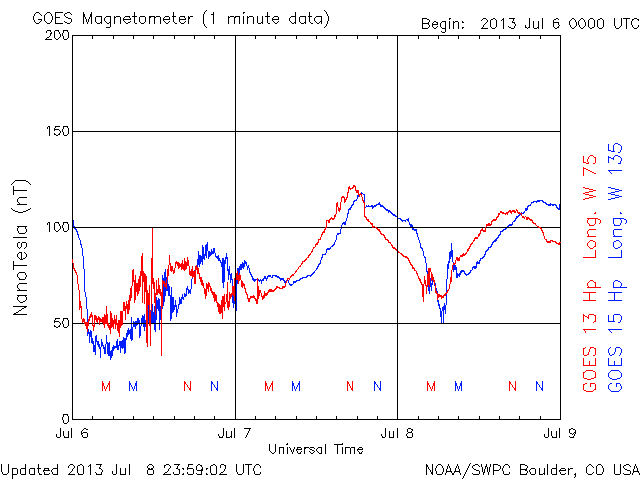 GOES Magnetometer (1 minute data)
Begin: 2013 Jul 6 0000 UTC
200
150
100
50
0
NanoTesla (nT)
M M N N M M N N M M N N
Jul 6 Jul 7 Jul 8 Jul 9
Universal Time
GOES 13 Hp Long. W 75
GOES 15 Hp Long. W 135
Updated 2013 Jul 8 23:59:02 UTC
NOAA/SWPC Boulder, CO USA